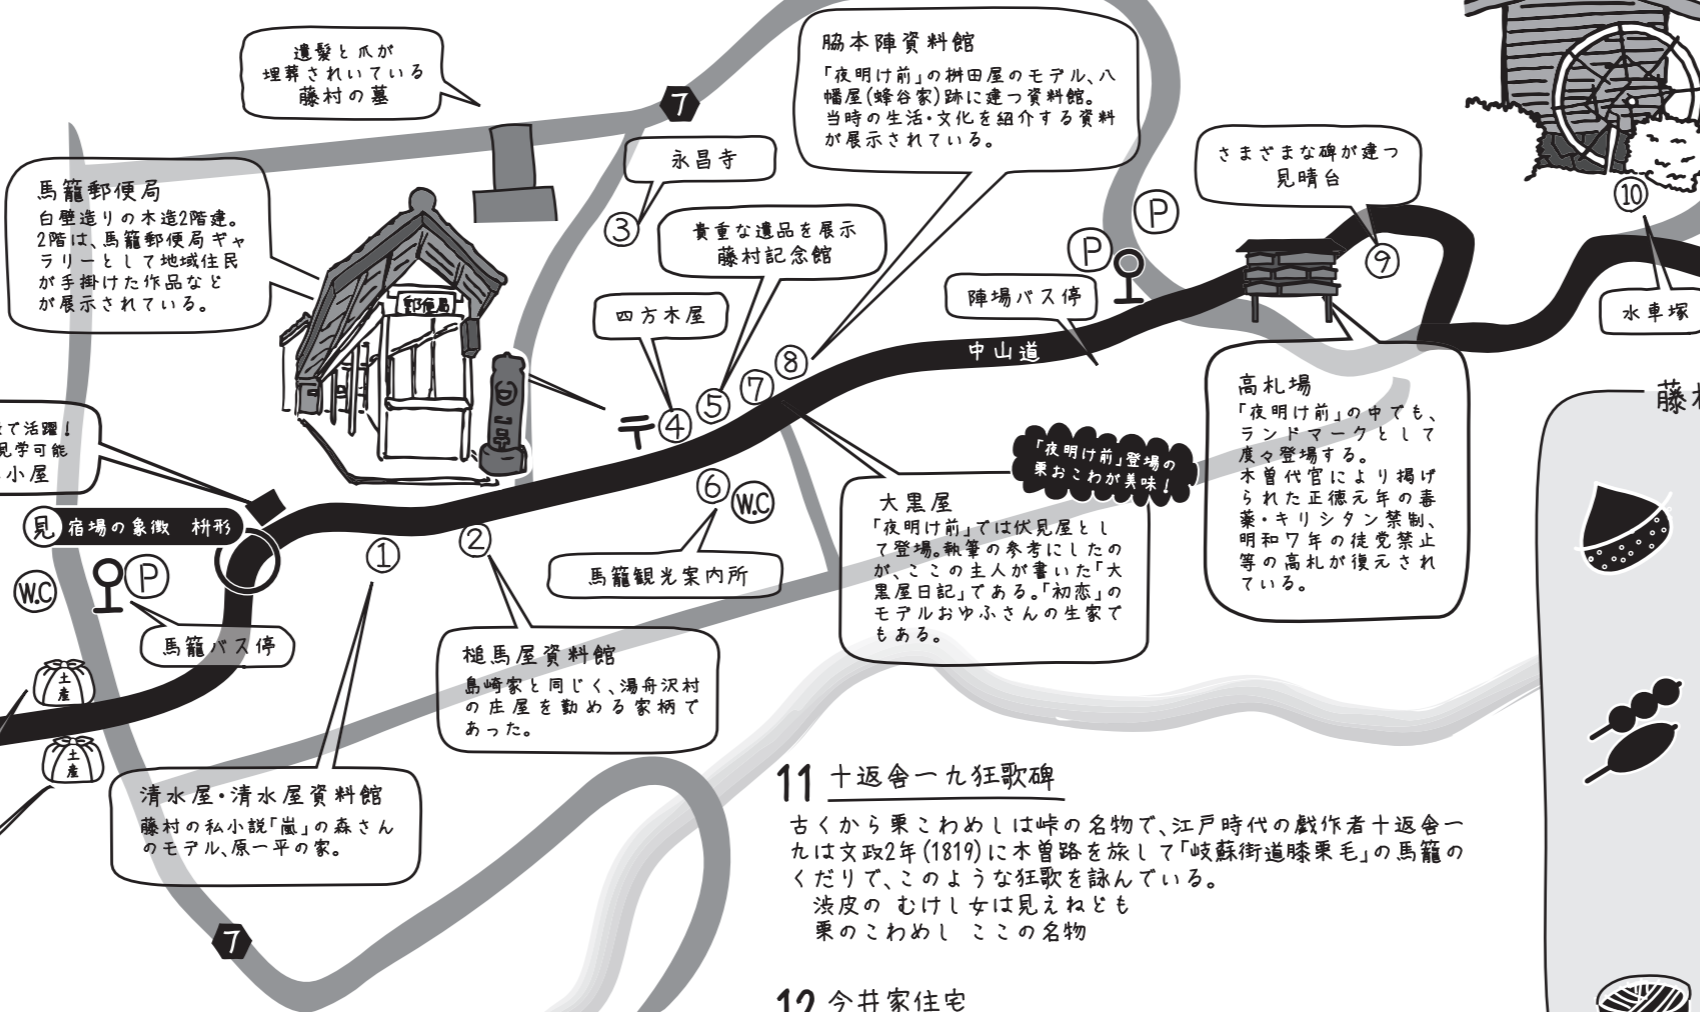 遺髪と爪が
埋葬されいている
藤村の墓
7
脇本陣資料館
「夜明け前」の桝田屋のモデル、八
幡屋(蜂谷家)跡に建つ資料館。
当時の生活・文化を紹介する資料
が展示されている。
永昌寺
③
馬籠郵便局
白壁造りの木造2階建。
2階は、馬籠郵便局ギャ
ラリーとして地域住民
が手掛けた作品など
が展示されている。
郵便局
貴重な遺品を展示
藤村記念館
四方木屋
〒
④
⑤
⑦
⑧
陣場バス停
P
P
中山道
さまざまな碑が建つ
見晴台
⑨
⑩
水車塚
高札場
「夜明け前」の中でも、
ランドマークとして
度々登場する。
木曽代官により掲げ
られた正徳元年の毒
薬・キリシタン禁制、
明和7年の徒党禁止
等の高札が復元され
ている。
「夜明け前」登場の
栗おこわが美味!
大黒屋
「夜明け前」では伏見屋とし
て登場。執筆の参考にしたの
が、ここの主人が書いた「大
黒屋日記」である。「初恋」の
モデルおゆふさんの生家で
もある。
で活躍!
見学可能
小屋
見 宿場の象徴 枡形
W.C
P
馬籠バス停
①
②
⑥
W.C
馬籠観光案内所
槌馬屋資料館
島崎家と同じく、湯舟沢村
の庄屋を勤める家柄で
あった。
土産
土産
清水屋・清水屋資料館
藤村の私小説「嵐」の森さん
のモデル、原一平の家。
7
11 十返舎一九狂歌碑
古くから栗こわめしは峠の名物で、江戸時代の戯作者十返舎一
九は文政2年(1819)に木曽路を旅して「岐蘇街道膝栗毛」の馬籠の
くだりで、このような狂歌を詠んでいる。
渋皮の むけし女は見えねども
栗のこわめし ここの名物
12 今井家住宅
藤